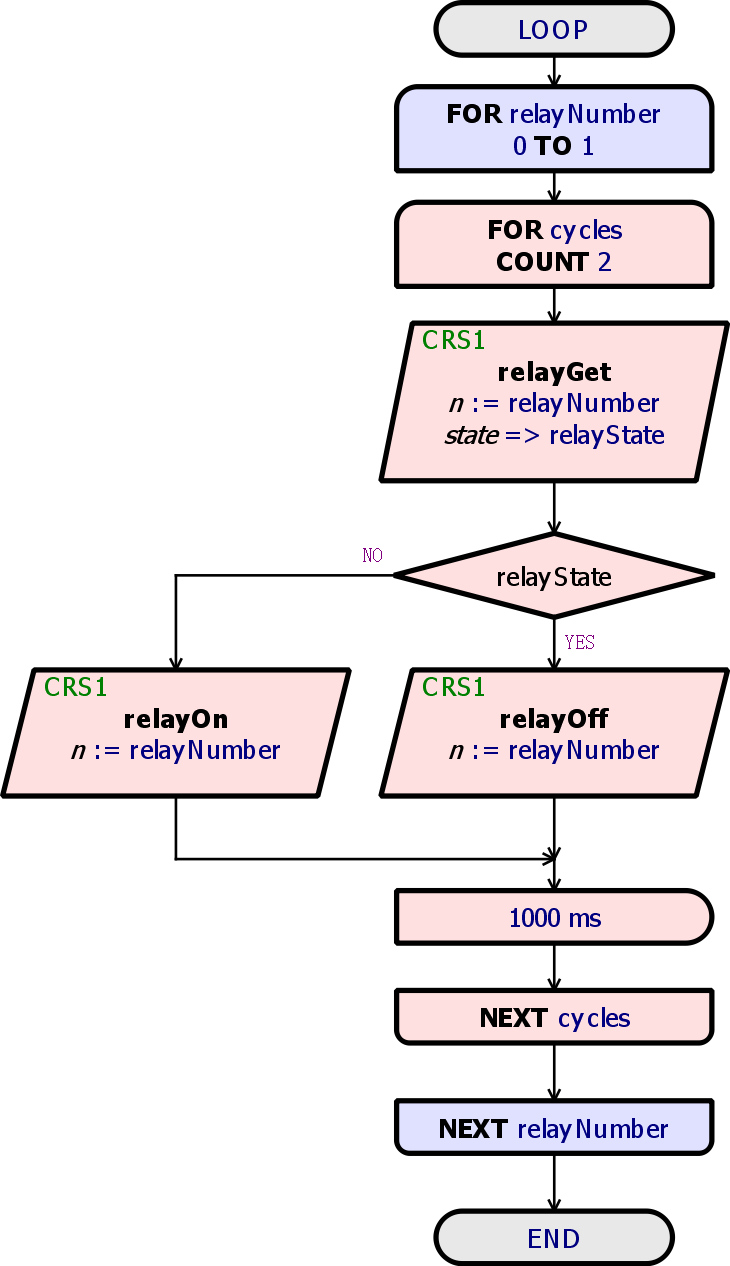 LOOP
FOR relayNumber
0 TO 1
FOR cycles
COUNT 2
CRS1
relayGet
n := relayNumber
state => relayState
NO
relayState
YES
CRS1
relayOn
n := relayNumber
CRS1
relayOff
n := relayNumber
1000 ms
NEXT cycles
NEXT relayNumber
END